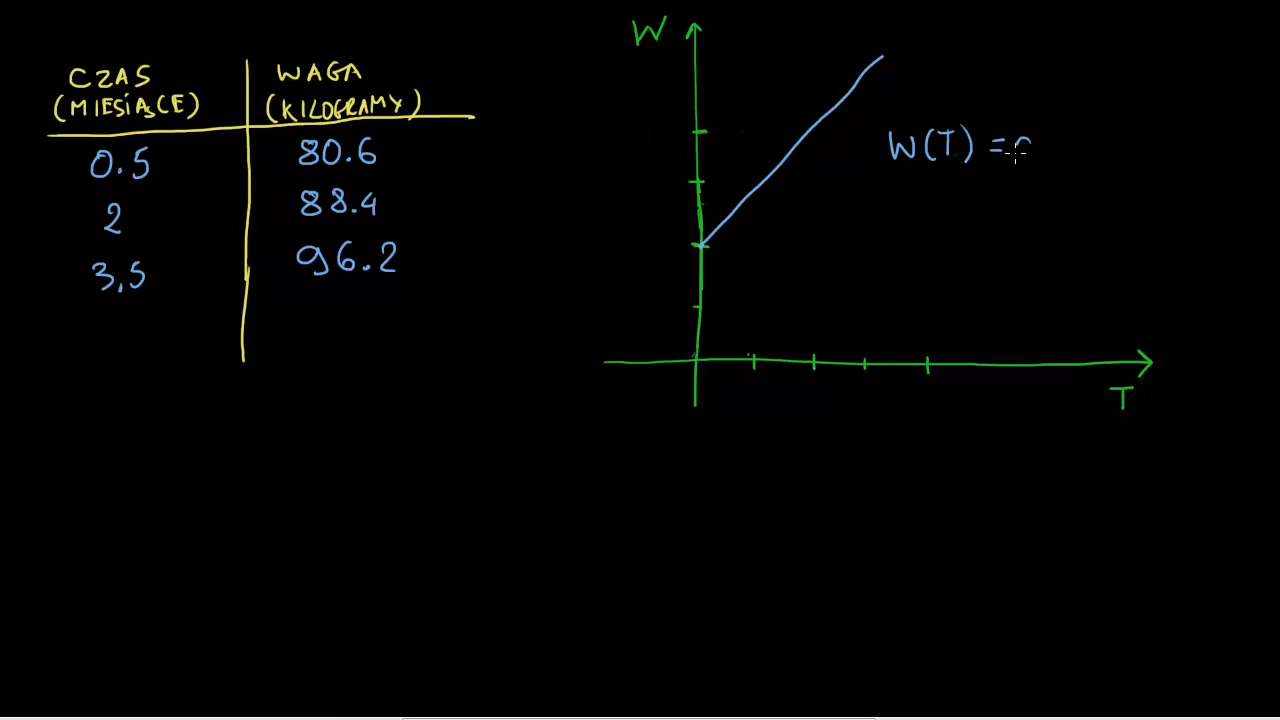 CZAS
(MIESIĄCE)
WAGA
(KILOGRAMY)
0.5
80.6
2
88.4
3,5
96.2
W
W(T) =
T